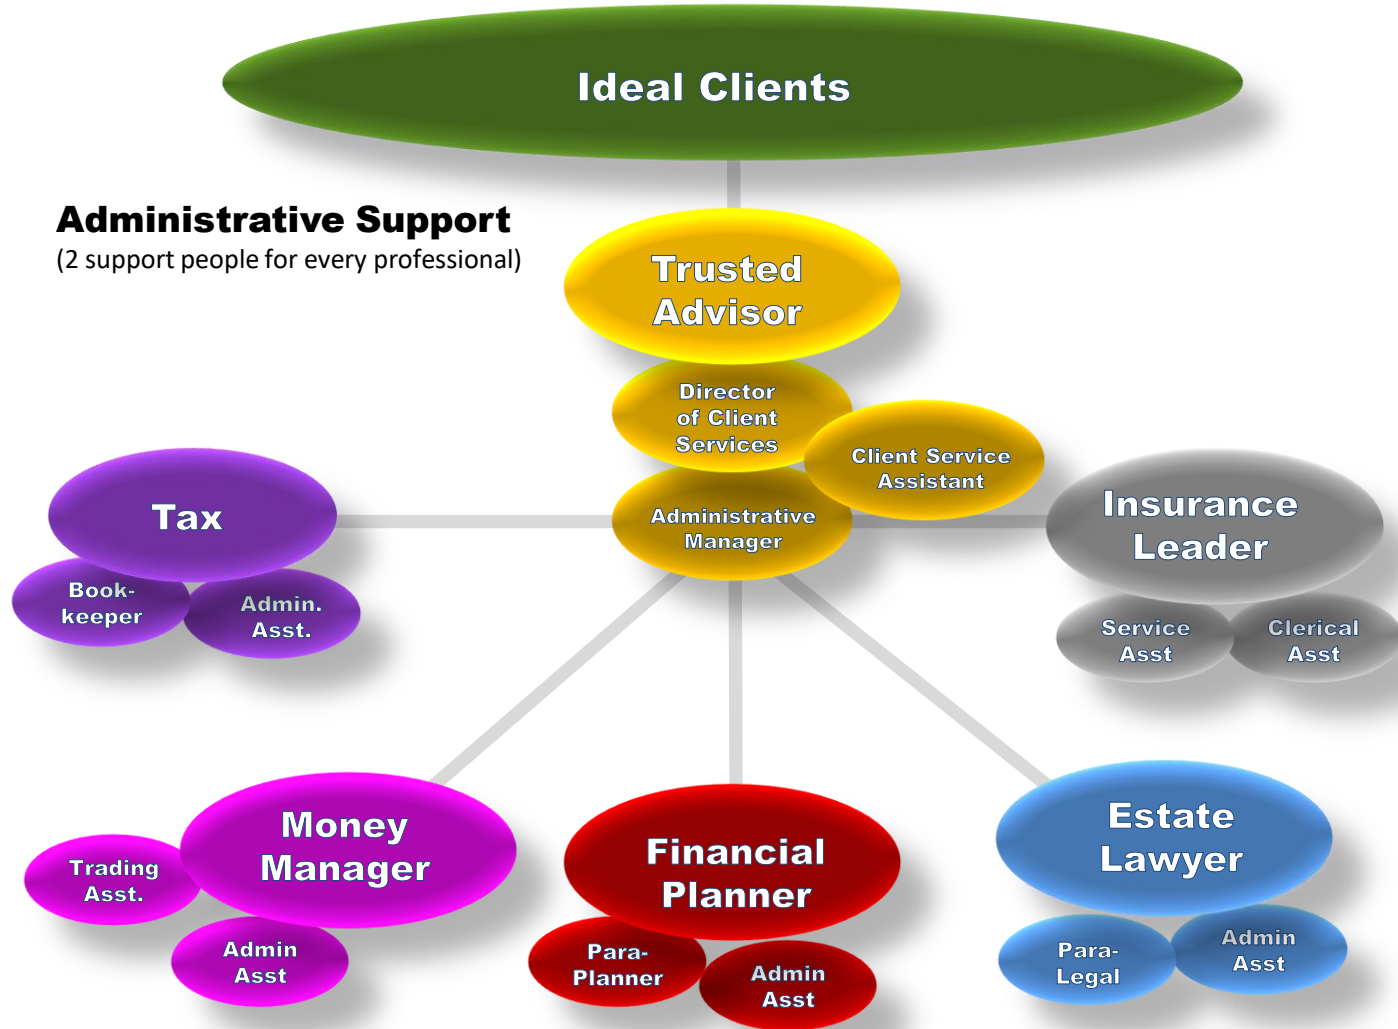 Ideal Clients
Administrative Support
(2 support people for every professional)
Trusted
Advisor
Director
of Client
Services
Client Service
Assistant
Administrative
Manager
Tax
Book-
keeper
Admin.
Asst.
Insurance
Leader
Service
Asst
Clerical
Asst
Money
Manager
Trading
Asst.
Admin
Asst
Financial
Planner
Para-
Planner
Admin
Asst
Estate
Lawyer
Para-
Legal
Admin
Asst